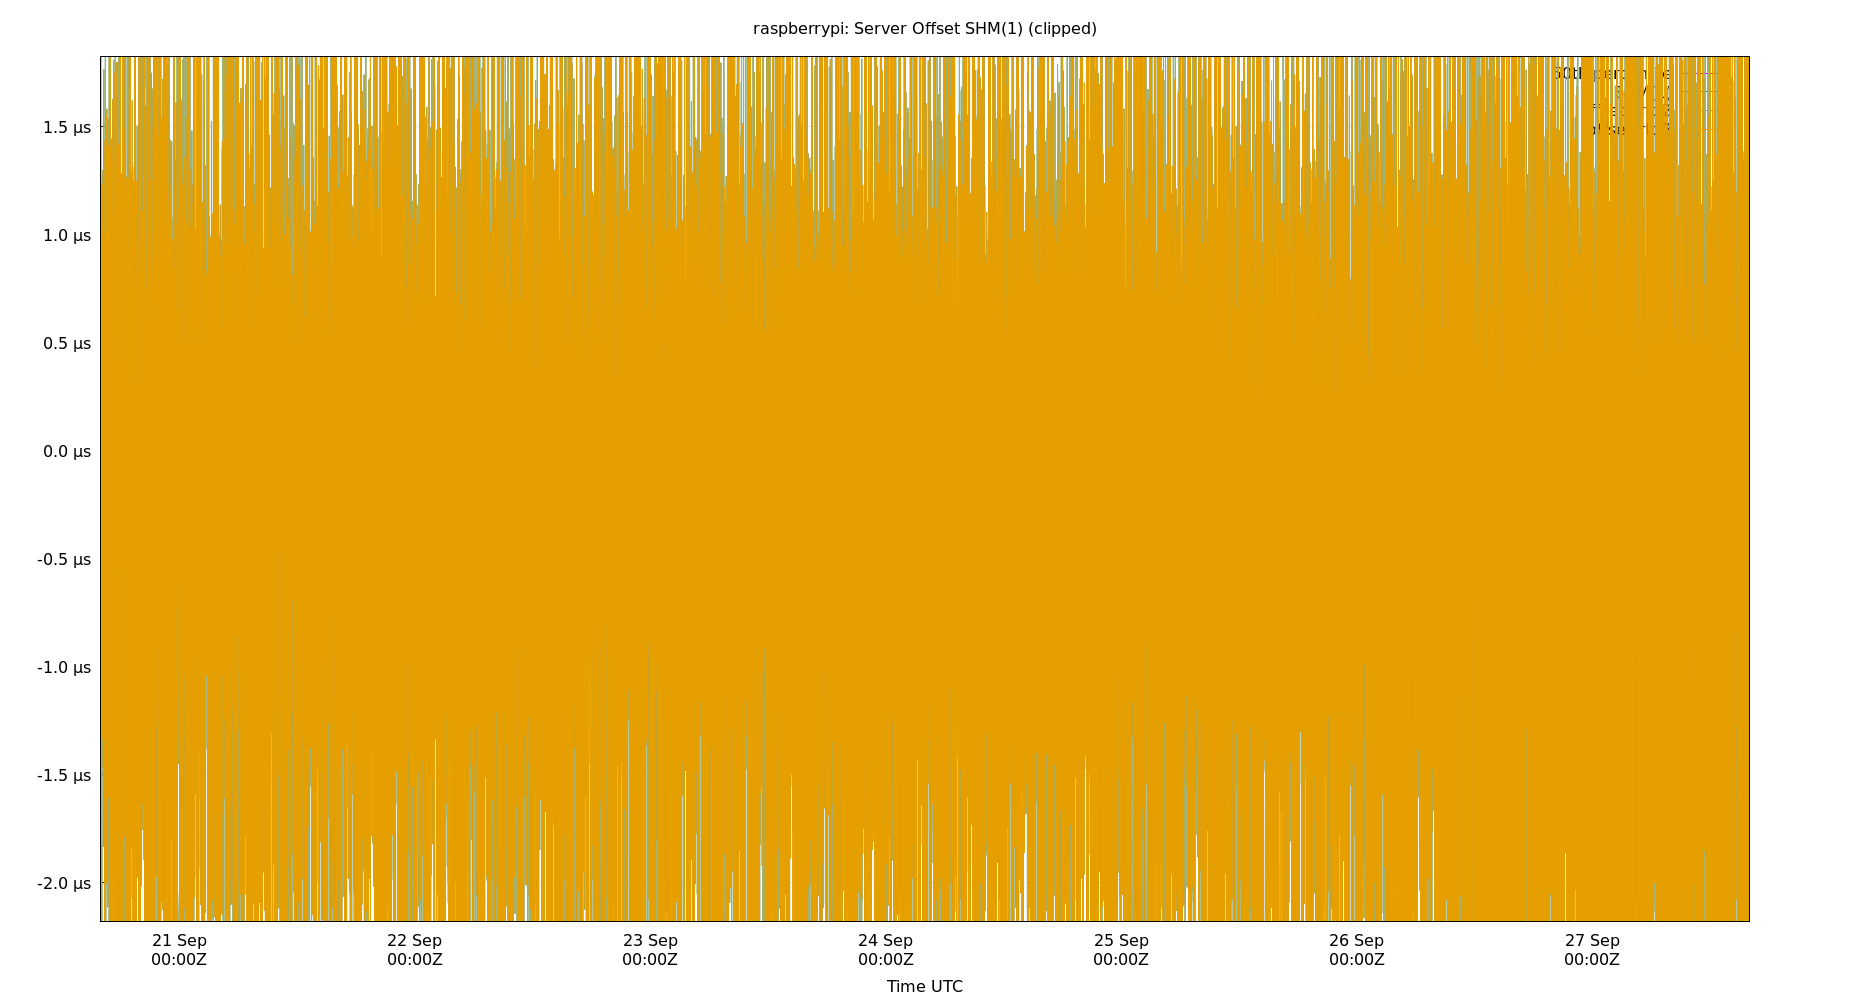 raspberrypi: Server Offset SHM(1) (clipped)
1.5 µs
1.0 µs
0.5 µs
0.0 µs
-0.5 µs
-1.0 µs
-1.5 µs
-2.0 µs
21 Sep 22 Sep 23 Sep 24 Sep 25 Sep 26 Sep 27 Sep
00:00Z 00:00Z 00:00Z 00:00Z 00:00Z 00:00Z 00:00Z
Time UTC